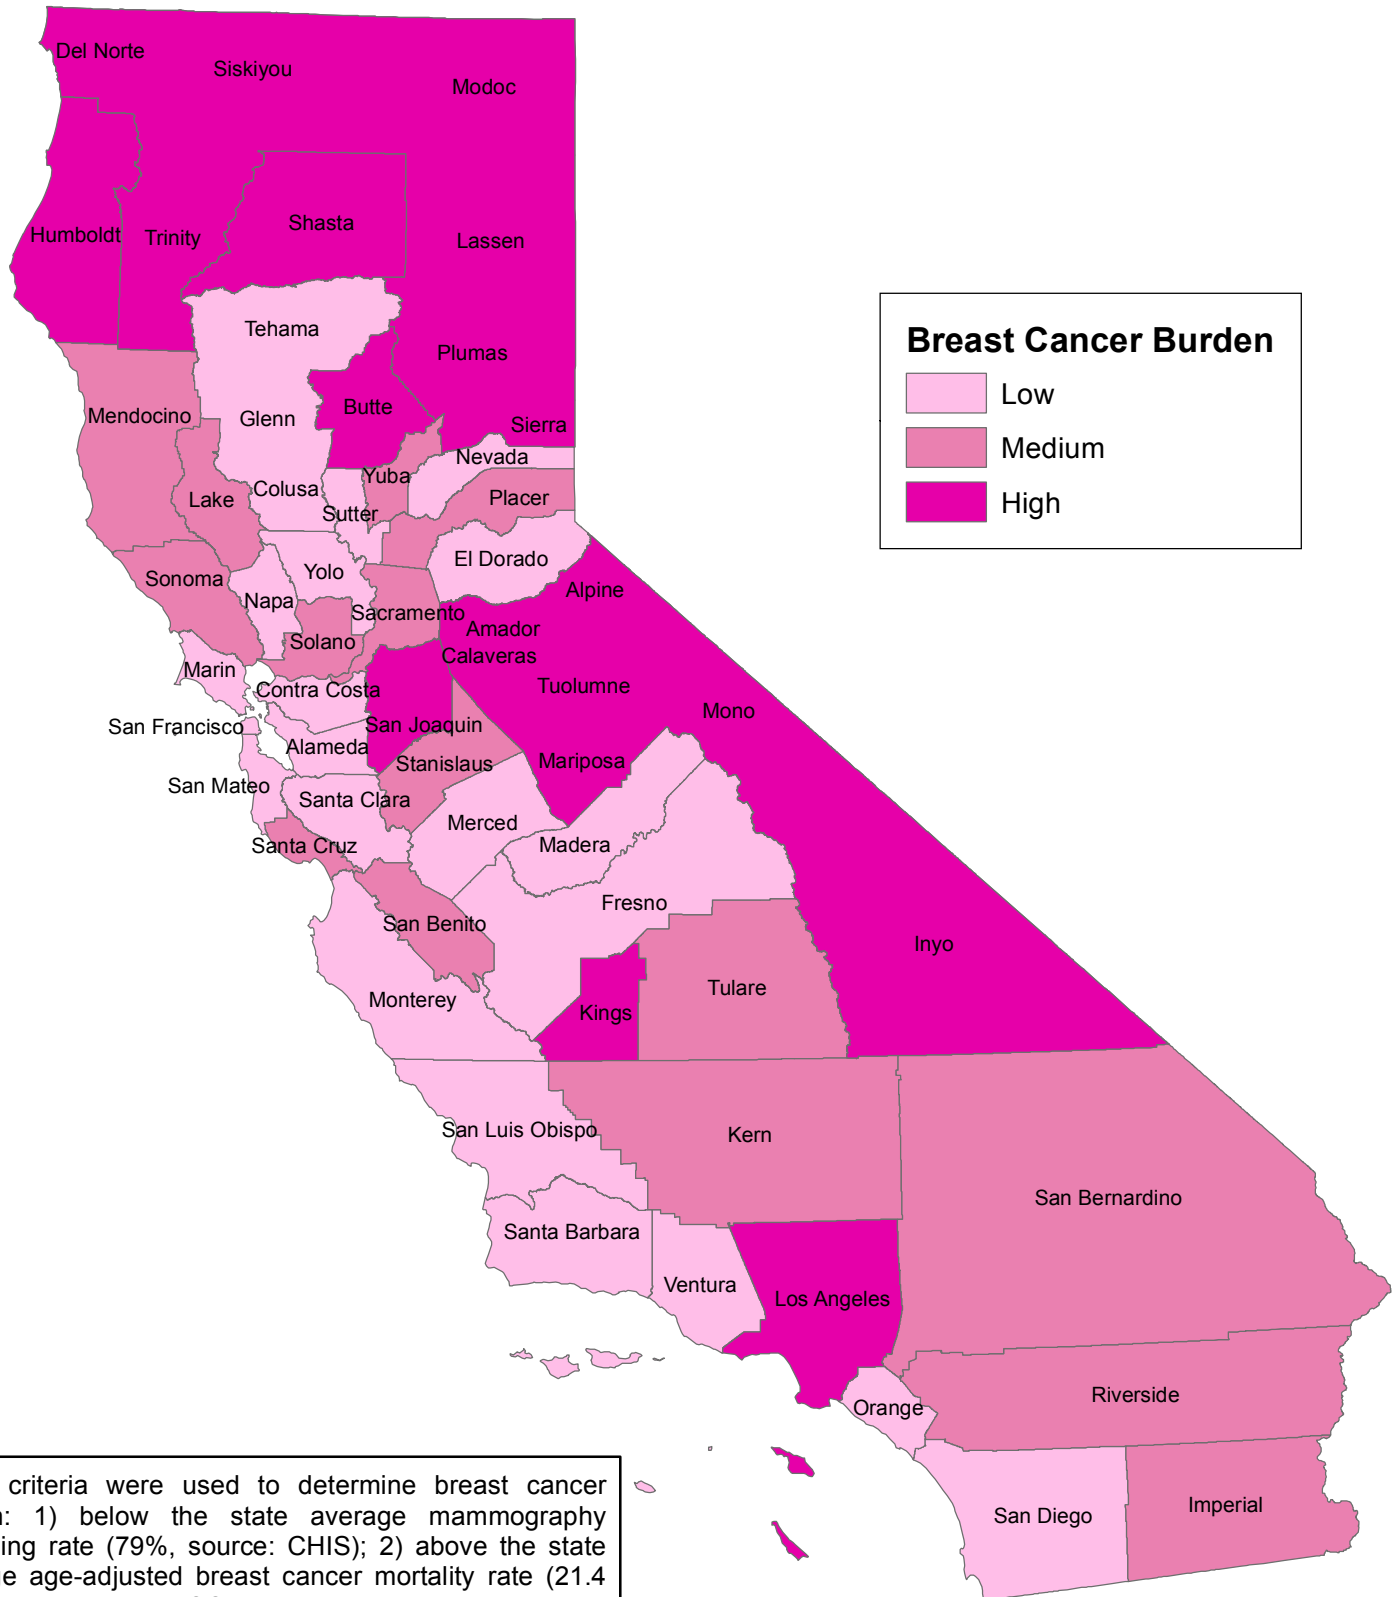 Del Norte
Siskiyou
Modoc
Humboldt
Trinity
Shasta
Lassen
Tehama
Plumas
Mendocino
Glenn
Butte
Sierra
Nevada
Yuba
Lake
Colusa
Placer
Sutter
El Dorado
Yolo
Sonoma
Napa
Alpine
Sacramento
Amador
Solano
Calaveras
Marin
Contra Costa
Tuolumne
Mono
San Francisco
San Joaquin
Alameda
Stanislaus
Mariposa
San Mateo
Santa Clara
Merced
Santa Cruz
Madera
Fresno
San Benito
Inyo
Monterey
Kings
Tulare
San Luis Obispo
Kern
San Bernardino
Santa Barbara
Ventura
Los Angeles
Riverside
Orange
San Diego
Imperial
Breast Cancer Burden
Low
Medium
High
criteria were used to determine breast cancer
: 1) below the state average mammography
ing rate (79%, source: CHIS); 2) above the state
e age-adjusted breast cancer mortality rate (21.4